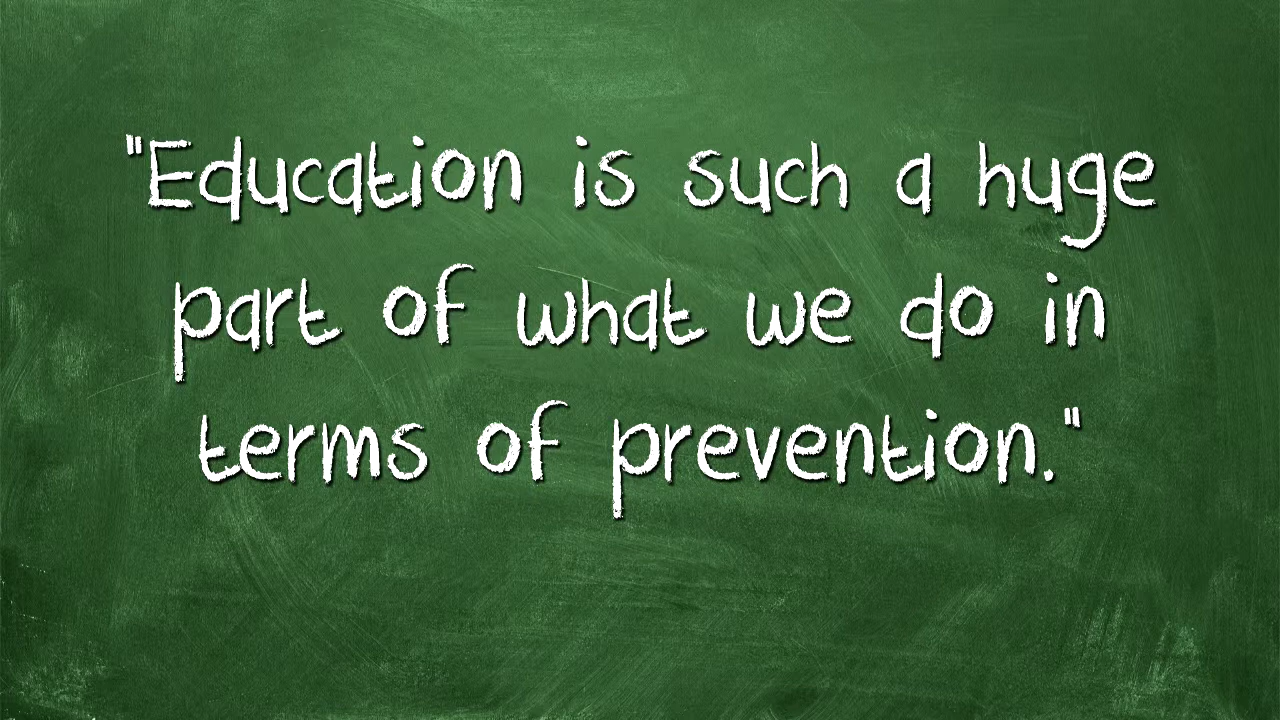 "Education is such a huge
part of what we do in
terms of prevention."